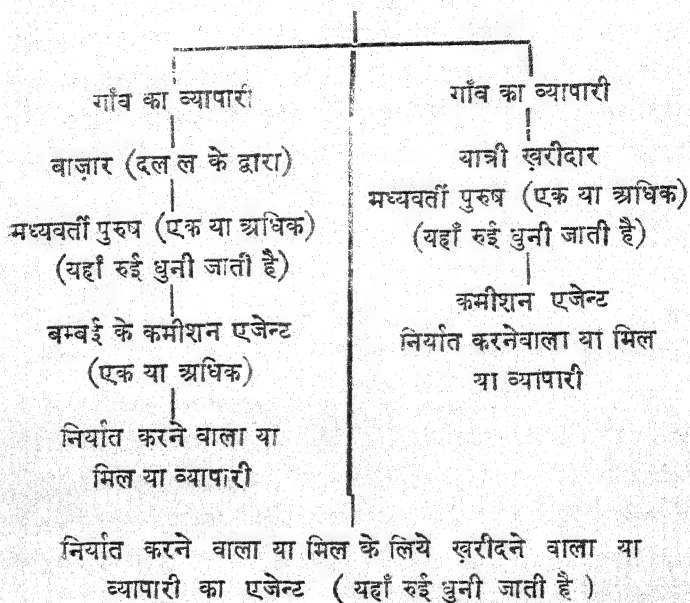 गाँव का व्यापारी
बाज़ार (दलल के द्वारा)
मध्यवर्ती पुरुष (एक या अधिक)
(यहाँ रुई धुनी जाती है)
बम्बई के कमीशन एजेन्ट
(एक या अधिक)
निर्यात करने वाला या
मिल या व्यापारी
गाँव का व्यापारी
यात्री ख़रीदार
मध्यवर्ती पुरुष (एक या अधिक)
(यहाँ रुई धुनी जाती है)
कमीशन एजेन्ट
निर्यात करनेवाला या मिल
या व्यापारी
निर्यात करने वाला या मिल के लिये ख़रीदने वाला या
व्यापारी का एजेन्ट ( यहाँ रुई धुनी जाती है )